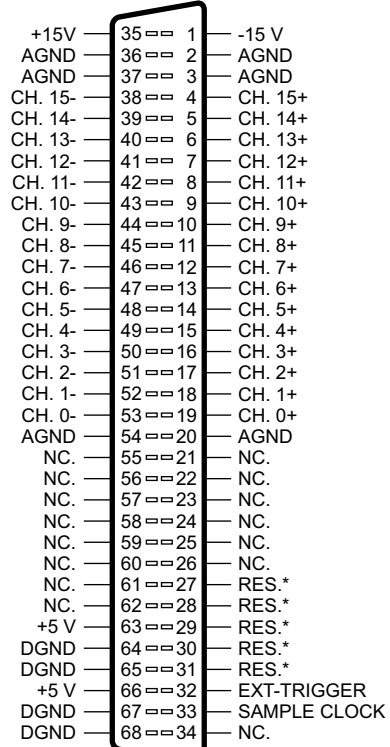 +15V 35 1 -15 V
AGND 36 2 AGND
AGND 37 3 AGND
CH. 15- 38 4 CH. 15+
CH. 14- 39 5 CH. 14+
CH. 13- 40 6 CH. 13+
CH. 12- 41 7 CH. 12+
CH. 11- 42 8 CH. 11+
CH. 10- 43 9 CH. 10+
CH. 9- 44 10 CH. 9+
CH. 8- 45 11 CH. 8+
CH. 7- 46 12 CH. 7+
CH. 6- 47 13 CH. 6+
CH. 5- 48 14 CH. 5+
CH. 4- 49 15 CH. 4+
CH. 3- 50 16 CH. 3+
CH. 2- 51 17 CH. 2+
CH. 1- 52 18 CH. 1+
CH. 0- 53 19 CH. 0+
AGND 54 20 AGND
NC. 55 21 NC.
NC. 56 22 NC.
NC. 57 23 NC.
NC. 58 24 NC.
NC. 59 25 NC.
NC. 60 26 NC.
NC. 61 27 RES.*
NC. 62 28 RES.*
+5 V 63 29 RES.*
DGND 64 30 RES.*
DGND 65 31 RES.*
+5 V 66 32 EXT-TRIGGER
DGND 67 33 SAMPLE CLOCK
DGND 68 34 NC.